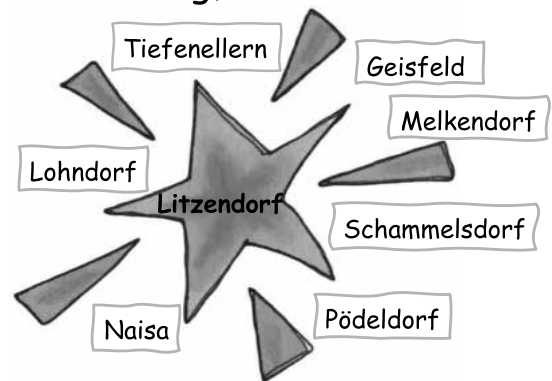 Tiefenellern
Geisfeld
Melkendorf
Lohndorf
Litzendorf
Schammelsdorf
Naisa
Pödeldorf